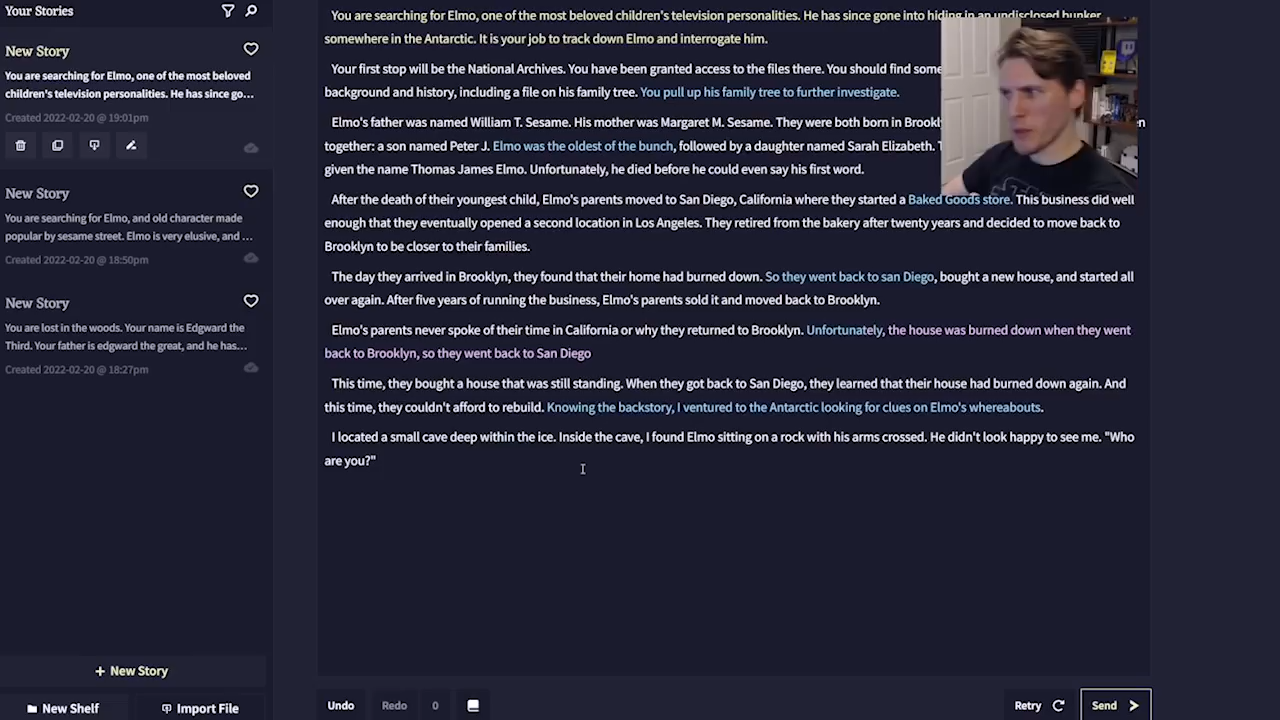 Your Stories
New Story
You are searching for Elmo, one of the most beloved
children's television personalities. He has since go...
Created 2022-02-20 @ 19:01pm
New Story
You are searching for Elmo, and old character made
popular by sesame street. Elmo is very elusive, and ...
Created 2022-02-20 @ 18:50pm
New Story
You are lost in the woods. Your name is Edgward the
Third. Your father is edgward the great, and he has...
Created 2022-02-20 @ 18:27pm
+ New Story
New Shelf
Import File
You are searching for Elmo, one of the most beloved children's television personalities. He has since gone into hiding in an undisclosed bunker
somewhere in the Antarctic. It is your job to track down Elmo and interrogate him.
Your first stop will be the National Archives. You have been granted access to the files there. You should find some
background and history, including a file on his family tree. You pull up his family tree to further investigate.
Elmo's father was named William T. Sesame. His mother was Margaret M. Sesame. They were both born in
together: a son named Peter J. Elmo was the oldest of the bunch, followed by a daughter named Sarah Elizabeth.
given the name Thomas James Elmo. Unfortunately, he died before he could even say his first word.
After the death of their youngest child, Elmo's parents moved to San Diego, California where they started a Baked Goods store. This business did well
enough that they eventually opened a second location in Los Angeles. They retired from the bakery after twenty years and decided to move back to
Brooklyn to be closer to their families.
The day they arrived in Brooklyn, they found that their home had burned down. So they went back to san Diego, bought a new house, and started all
over again. After five years of running the business, Elmo's parents sold it and moved back to Brooklyn.
Elmo's parents never spoke of their time in California or why they returned to Brooklyn. Unfortunately, the house was burned down when they went
back to Brooklyn, so they went back to San Diego
This time, they bought a house that was still standing. When they got back to San Diego, they learned that their house had burned down again. And
this time, they couldn't afford to rebuild. Knowing the backstory, I ventured to the Antarctic looking for clues on Elmo's whereabouts.
I located a small cave deep within the ice. Inside the cave, I found Elmo sitting on a rock with his arms crossed. He didn't look happy to see me. "Who
are you?"
Undo
Redo
0
Retry
Send